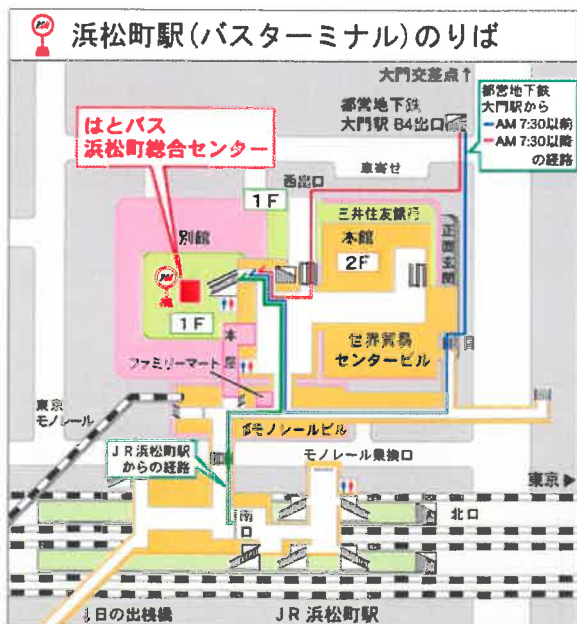 浜松町駅(バスターミナル)のりば
大門交差点↑
都営地下鉄
大門駅 B4出口
都営地下鉄
大門駅から
AM 7:30以前
AM 7:30以降
の経路
はとバス
浜松町総合センター
車寄せ
西出口
1F
三井住友銀行
別館
本館
2F
正面玄関
1F
本屋
世界貿易
センタービル
ファミリーマート
東京
モノレール
モノレールビル
JR浜松町駅
からの経路
モノレール乗換口
東京▶
南口
北口
↓日の出桟橋
JR 浜松町駅